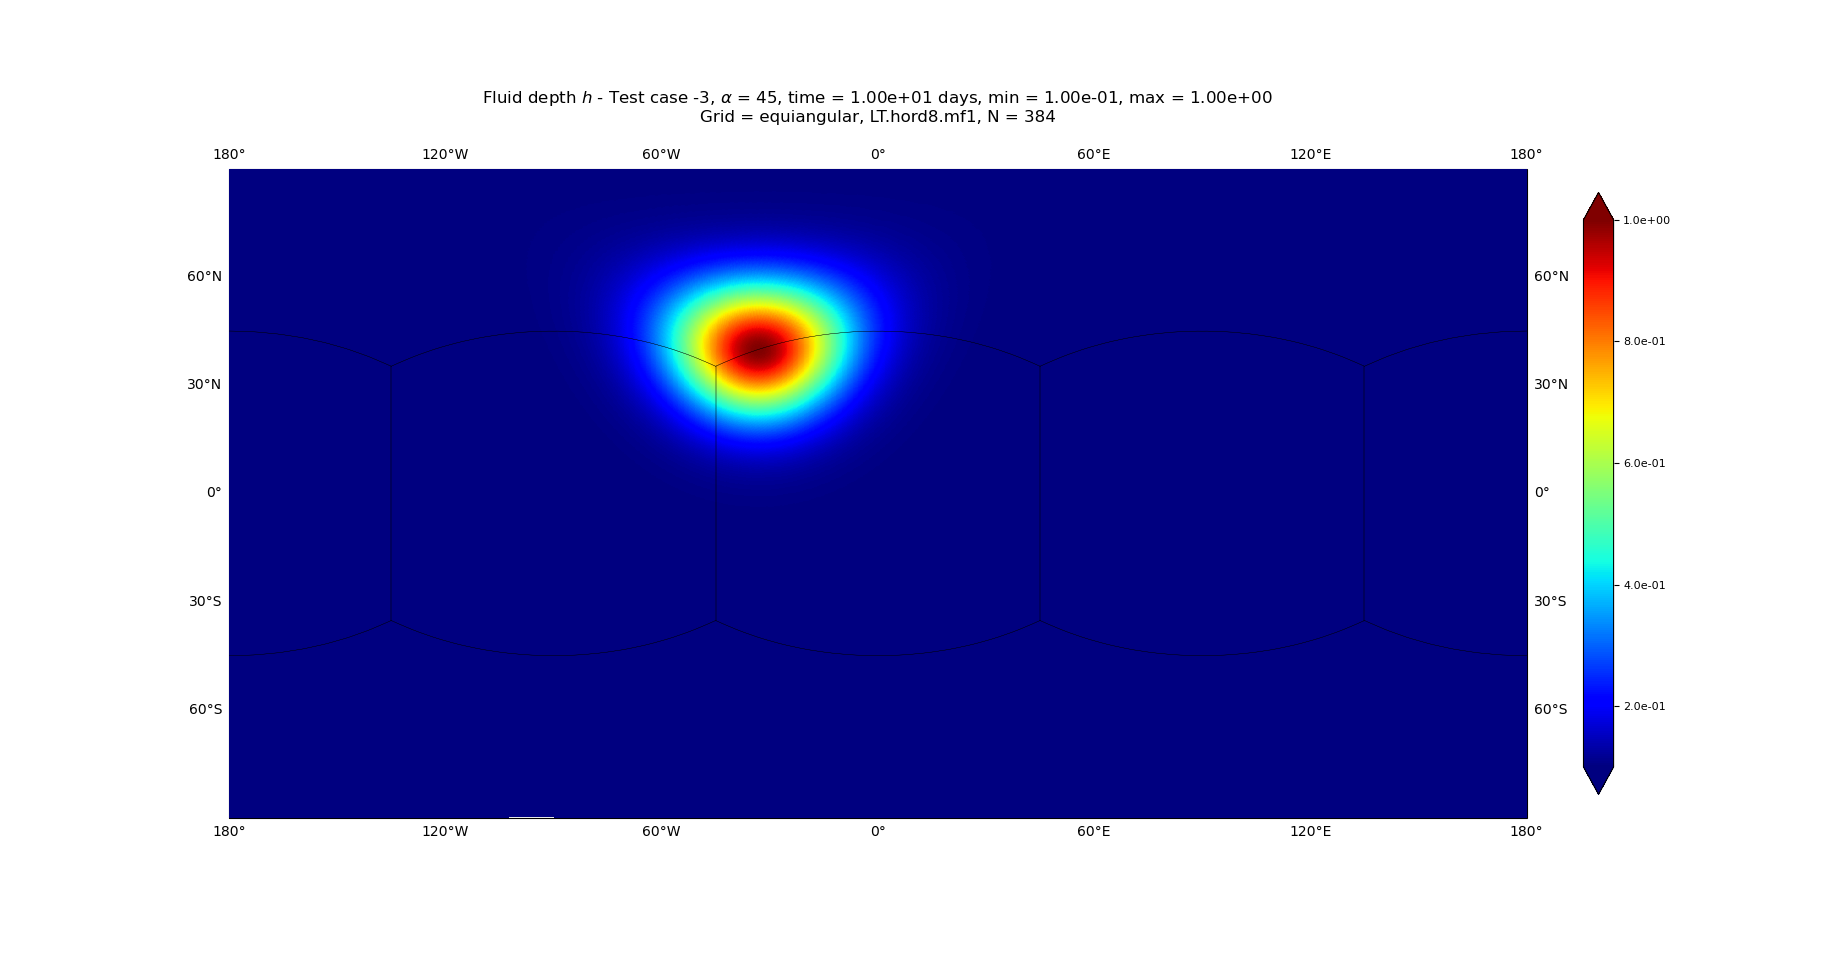 Fluid depth h - Test case -3, α = 45, time = 1.00e+01 days, min = 1.00e-01, max = 1.00e+00
Grid = equiangular, LT.hord8.mf1, N = 384
180° 120°W 60°W 0° 60°E 120°E 180°
1.0e+00
60°N 60°N
8.0e-01
30°N 30°N
6.0e-01
0° 0°
4.0e-01
30°S 30°S
2.0e-01
60°S 60°S
180° 120°W 60°W 0° 60°E 120°E 180°